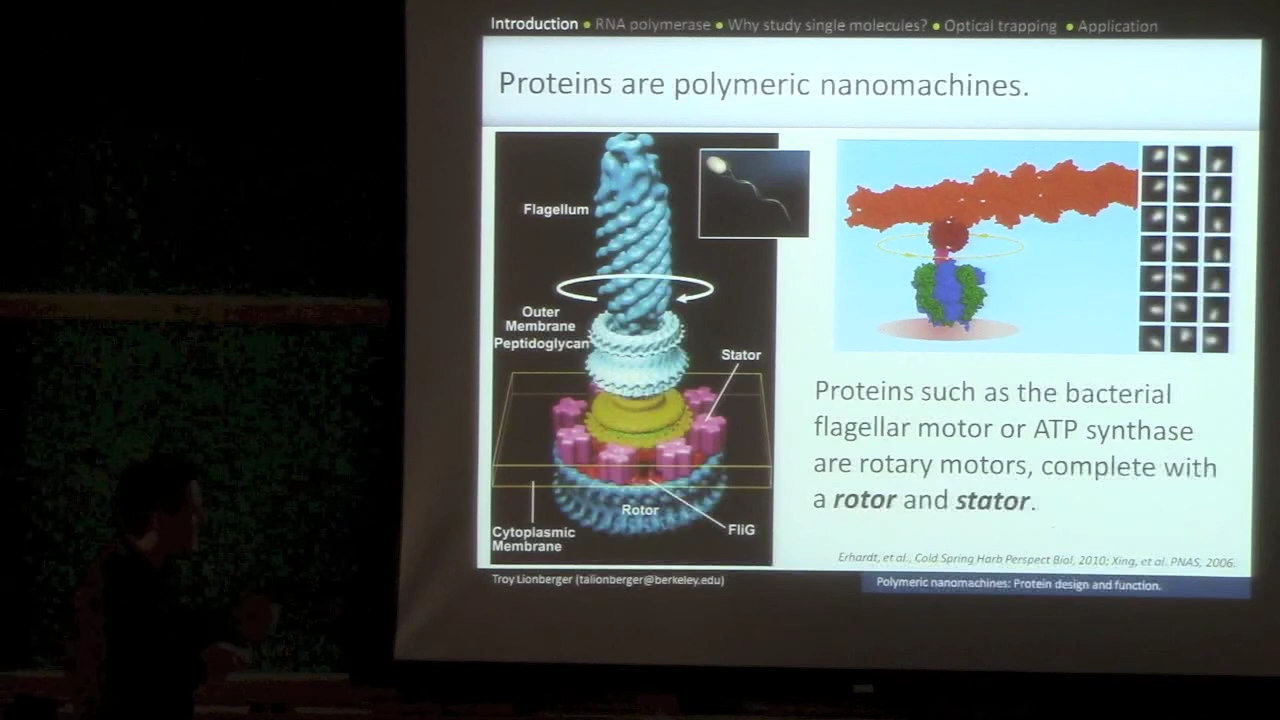 Introduction ● RNA polymerase ● Why study single molecules? ● Optical trapping ● Application
Proteins are polymeric nanomachines.
Flagellum
Outer
Membrane
Peptidoglycan
Stator
Rotor
Cytoplasmic
Membrane
FliG
Proteins such as the bacterial
flagellar motor or ATP synthase
are rotary motors, complete with
a rotor and stator.
Erhardt, et al., Cold Spring Harb Perspect Biol, 2010; Xing, et al. PNAS, 2006.
Troy Lionberger (talionberger@berkeley.edu)
Polymeric nanomachines: Protein design and function.